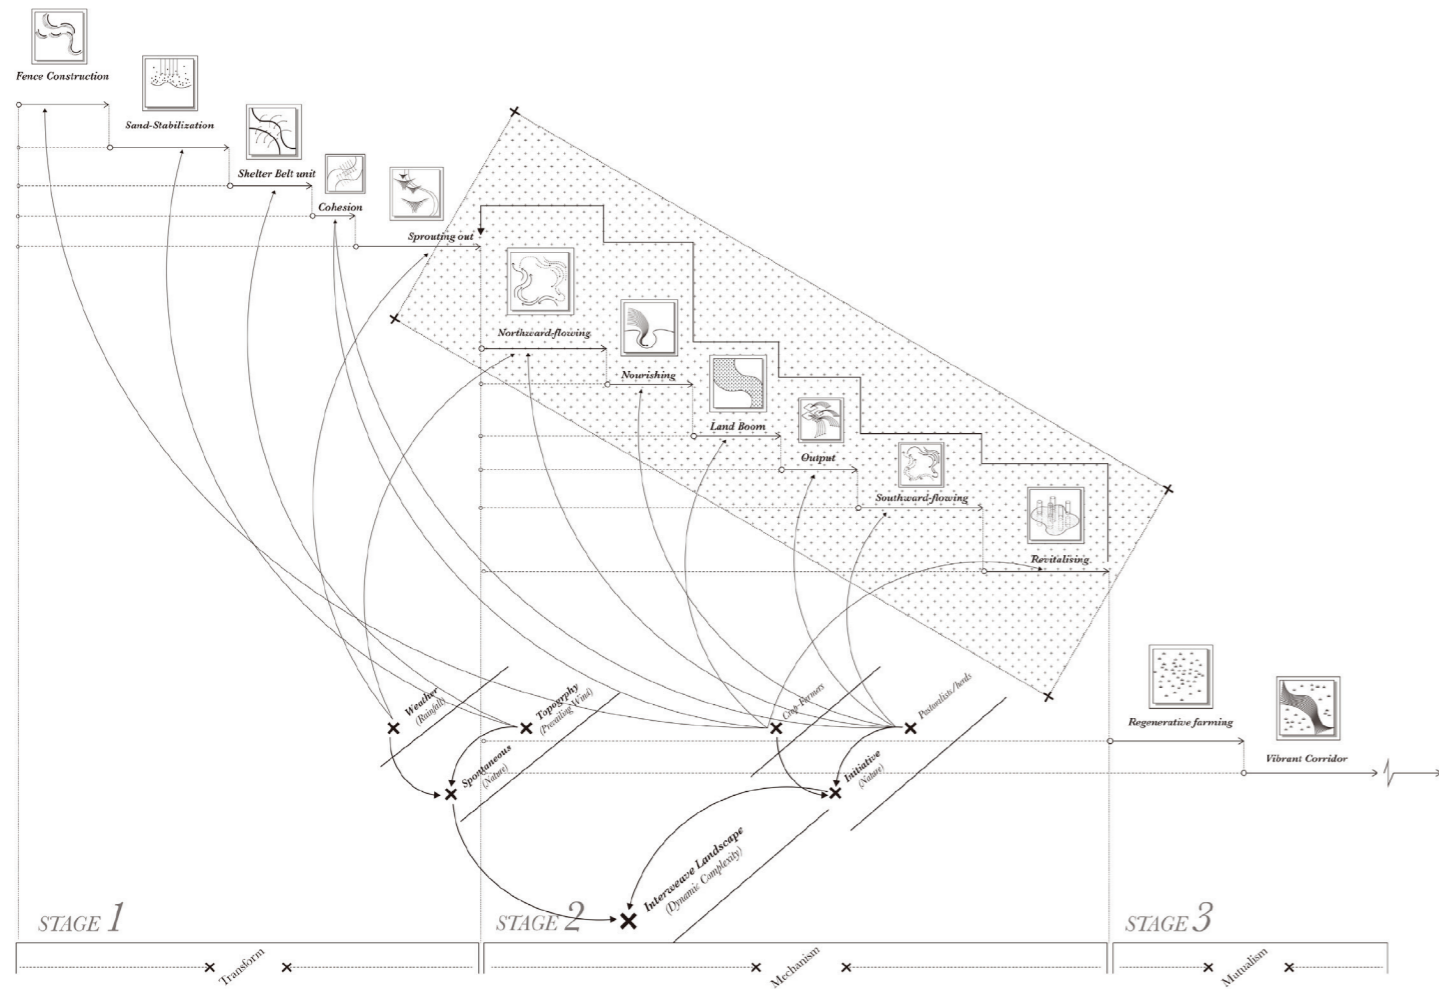 Fence Construction
Sand-Stabilization
Shelter Belt unit
Cohesion
Sprouting out
Northward-flowing
Nourishing
Land Boom
Output
Southward-flowing
Revitalising
Weather
(Rainfall)
Topogrphy
(Prevailing Wind)
Crop-Farmers
Pastoralists/herds
Spontaneous
(Nature)
Initiative
(Nature)
Regenerative farming
Vibrant Corridor
Interweave Landscape
(Dynamic Complexity)
STAGE 1
STAGE 2
STAGE 3
Transform
Mechanism
Mutualism